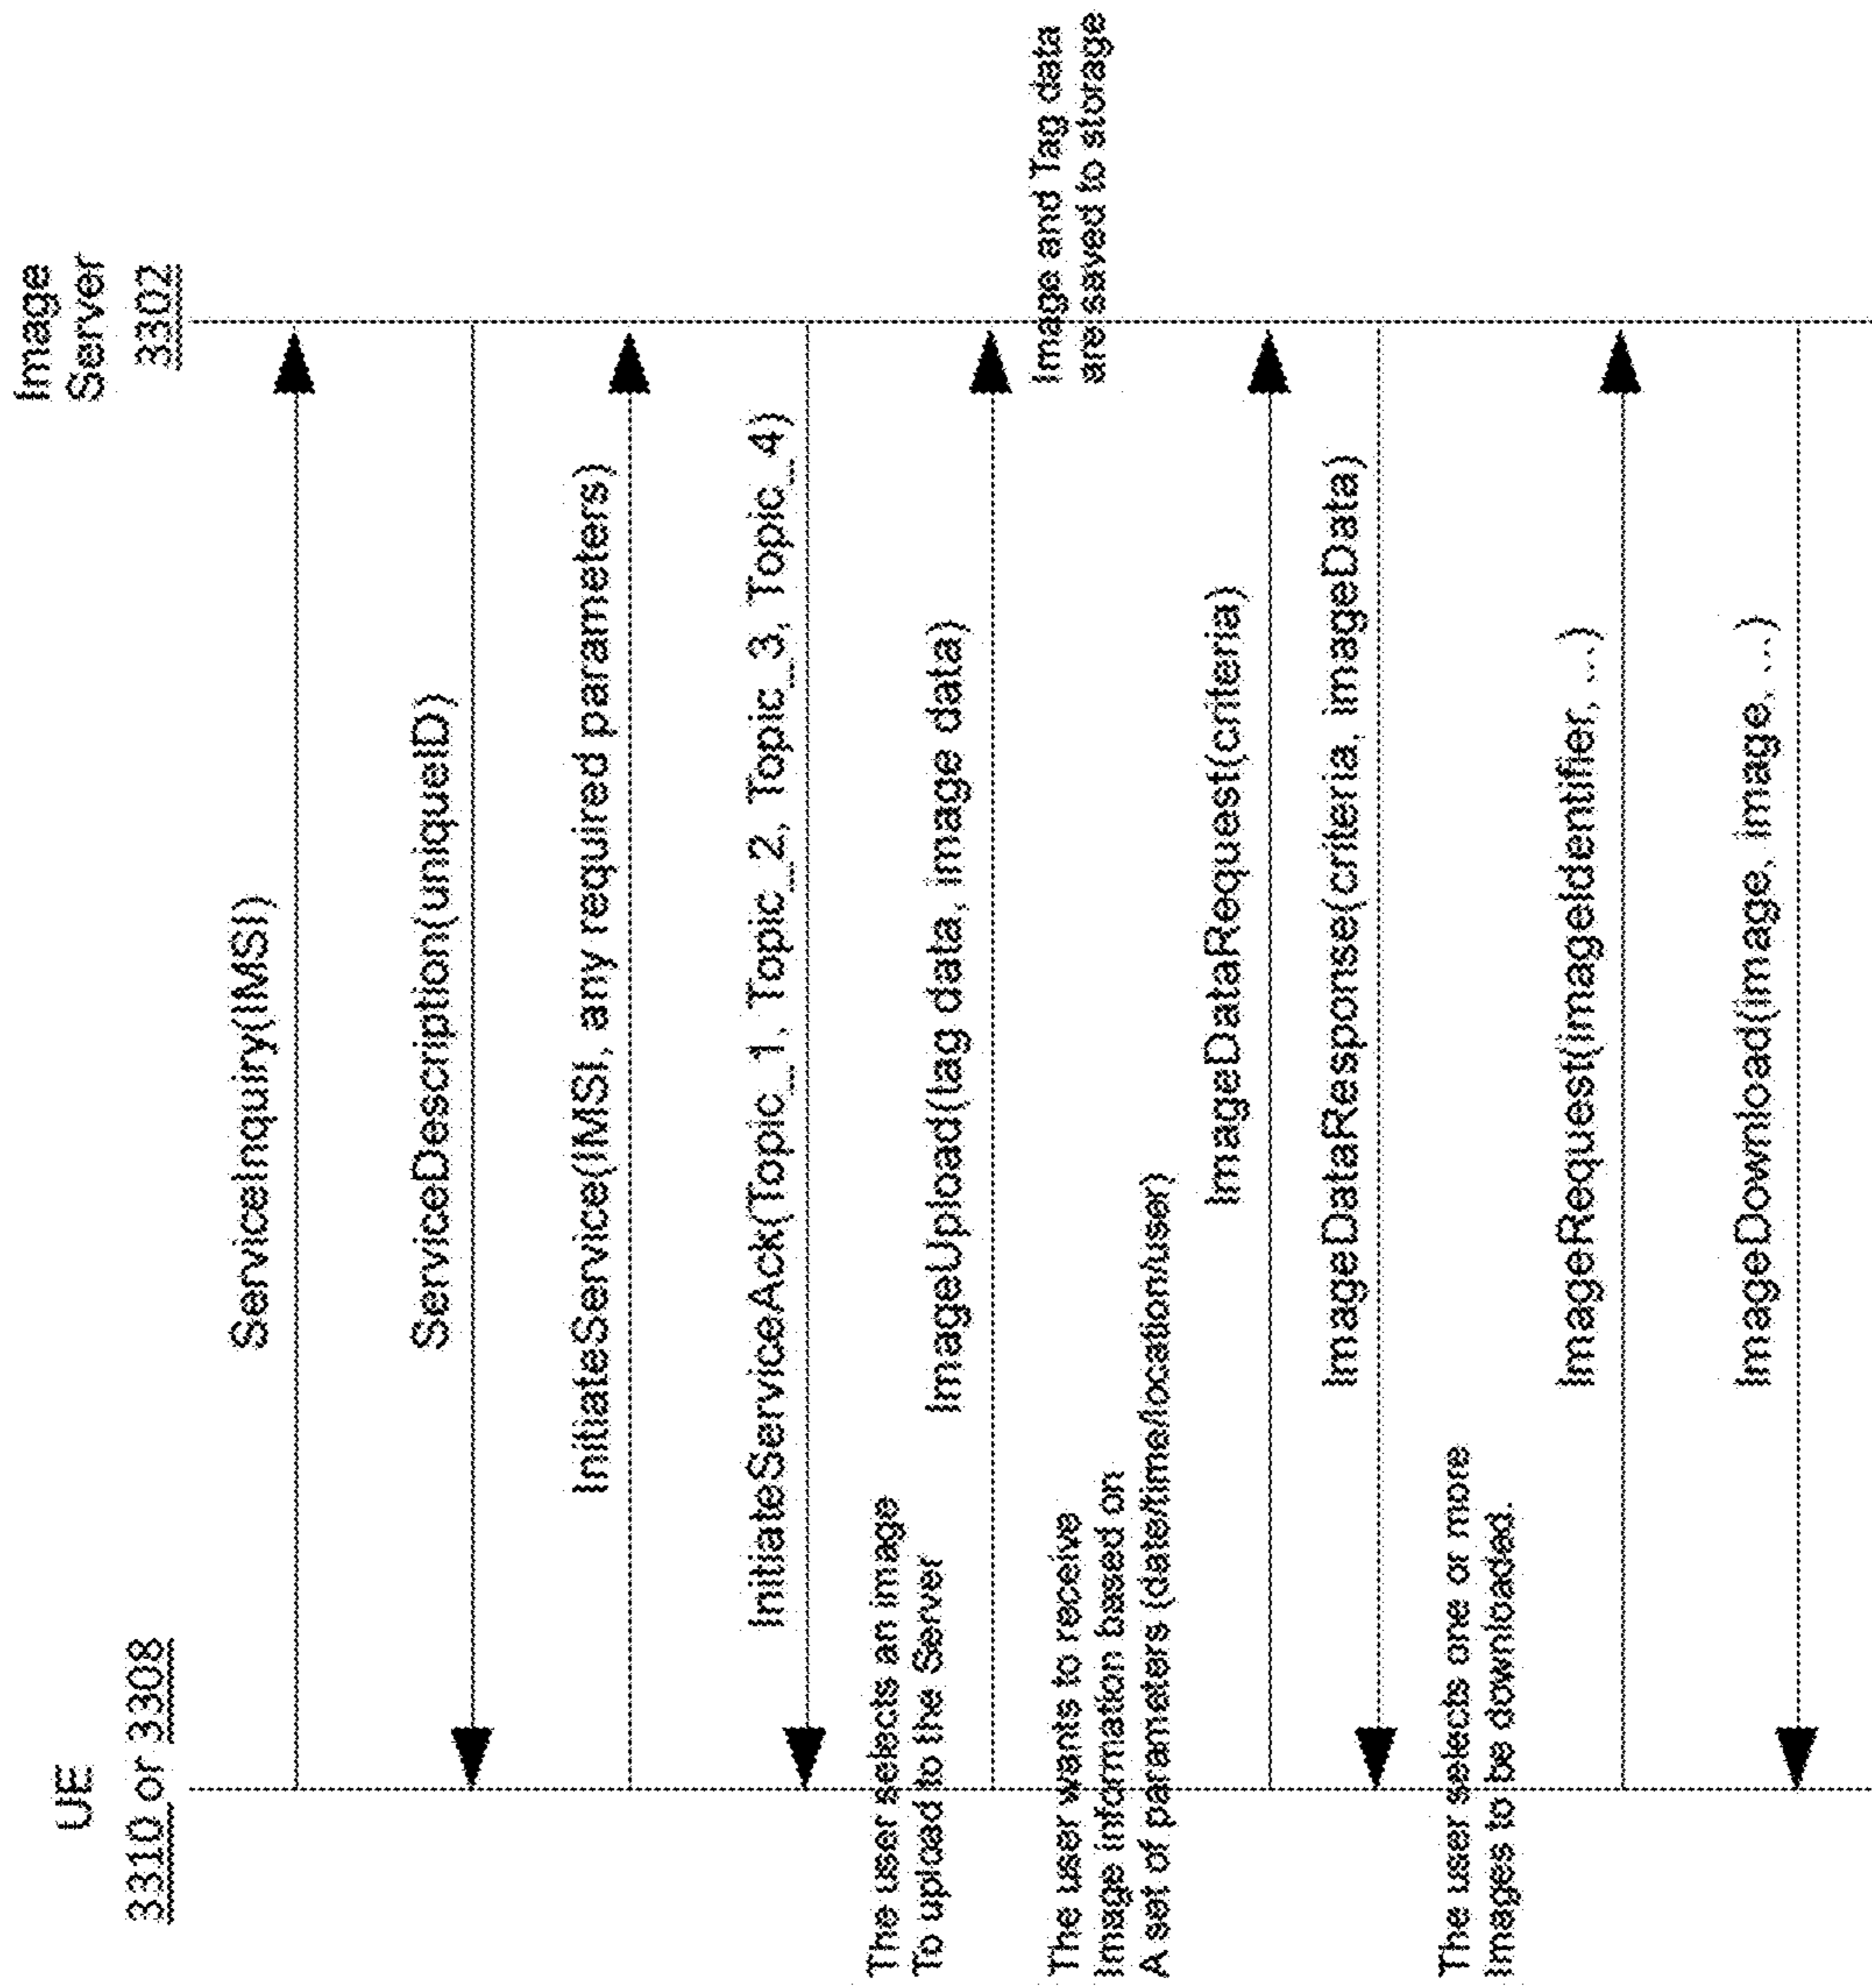 UE
3310 or 3308
Image
Server
3302
ServiceInquiry(IMSI)
ServiceDescription(uniqueID)
InitiateService(IMSI, any required parameters)
InitiateServiceAck(Topic_1, Topic_2, Topic_3, Topic_4)
The user selects an image
To upload to the Server
ImageUpload(tag data, image data)
Image and Tag data
are saved to storage
The user wants to receive
Image information based on
A set of parameters (date/time/location/user)
ImageDataRequest(criteria)
ImageDataResponse(criteria, imageData)
The user selects one or more
Images to be downloaded.
ImageRequest(imageIdentifier, ...)
ImageDownload(image, image, ...)